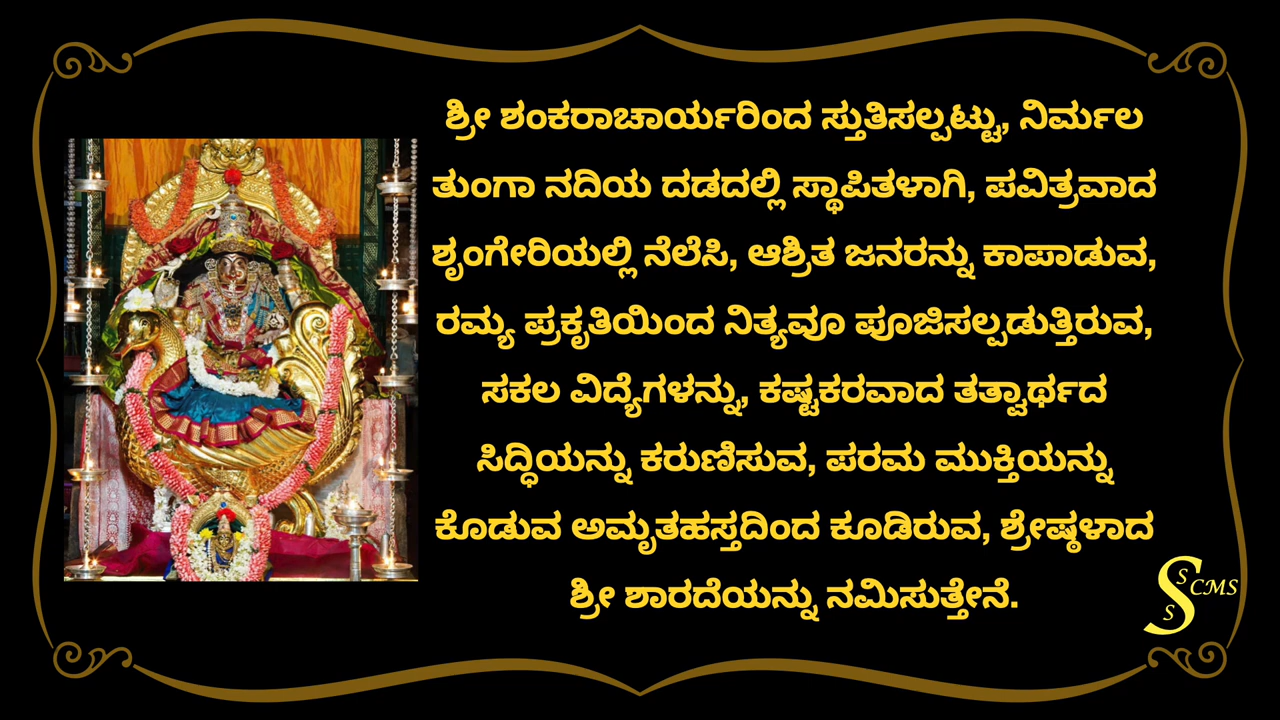 ಶ್ರೀ ಶಂಕರಾಚಾರ್ಯರಿಂದ ಸ್ತುತಿಸಲ್ಪಟ್ಟು, ನಿರ್ಮಲ
ತುಂಗಾ ನದಿಯ ದಡದಲ್ಲಿ ಸ್ಥಾಪಿತಳಾಗಿ, ಪವಿತ್ರವಾದ
ಶೃಂಗೇರಿಯಲ್ಲಿ ನೆಲೆಸಿ, ಆಶ್ರಿತ ಜನರನ್ನು ಕಾಪಾಡುವ,
ರಮ್ಯ ಪ್ರಕೃತಿಯಿಂದ ನಿತ್ಯವೂ ಪೂಜಿಸಲ್ಪಡುತ್ತಿರುವ,
ಸಕಲ ವಿದ್ಯೆಗಳನ್ನು, ಕಷ್ಟಕರವಾದ ತತ್ವಾರ್ಥದ
ಸಿದ್ಧಿಯನ್ನು ಕರುಣಿಸುವ, ಪರಮ ಮುಕ್ತಿಯನ್ನು
ಕೊಡುವ ಅಮೃತಹಸ್ತದಿಂದ ಕೂಡಿರುವ, ಶ್ರೇಷ್ಠಳಾದ
ಶ್ರೀ ಶಾರದೆಯನ್ನು ನಮಿಸುತ್ತೇನೆ.
S S CMS S